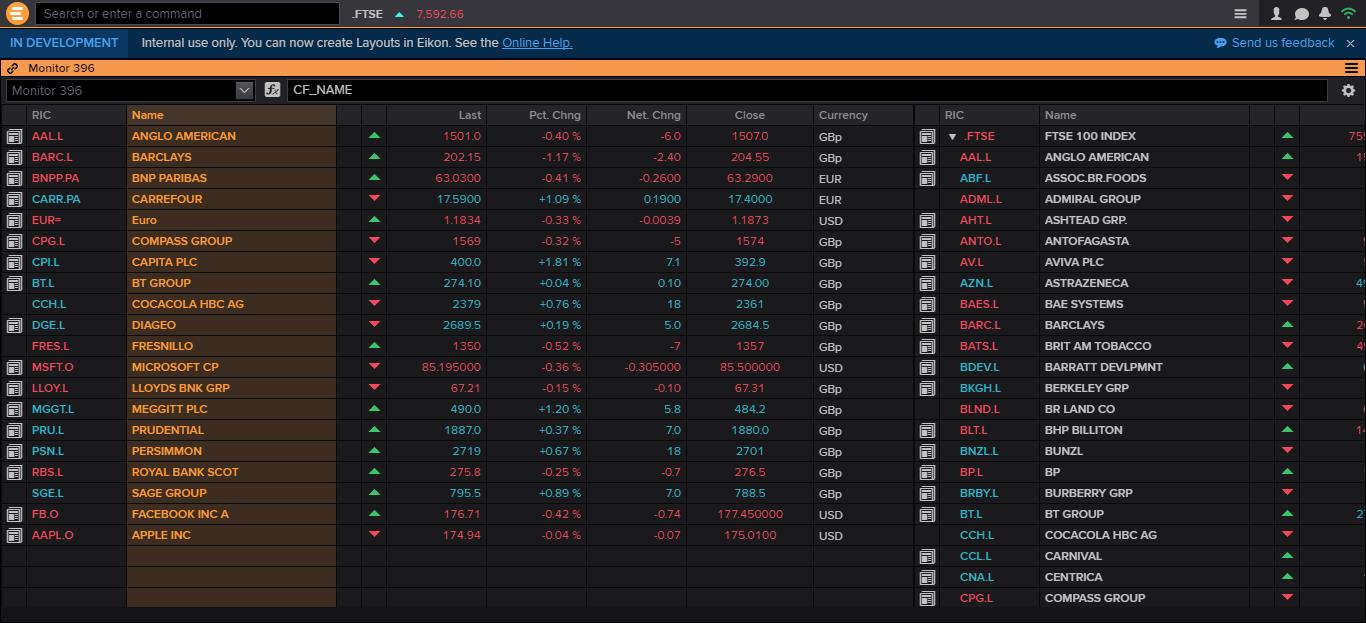 Search or enter a command .FTSE 7,592.66
IN DEVELOPMENT Internal use only. You can now create Layouts in Eikon. See the Online Help. Send us feedback
Monitor 396
Monitor 396 fx CF_NAME
RIC Name Last Pct. Chng Net. Chng Close Currency RIC Name
AAL.L ANGLO AMERICAN 1501.0 -0.40 % -6.0 1507.0 GBp .FTSE FTSE 100 INDEX
BARC.L BARCLAYS 202.15 -1.17 % -2.40 204.55 GBp AAL.L ANGLO AMERICAN
BNPP.PA BNP PARIBAS 63.0300 -0.41 % -0.2600 63.2900 EUR ABF.L ASSOC.BR.FOODS
CARR.PA CARREFOUR 17.5900 +1.09 % 0.1900 17.4000 EUR ADML.L ADMIRAL GROUP
EUR= Euro 1.1834 -0.33 % -0.0039 1.1873 USD AHT.L ASHTEAD GRP.
CPG.L COMPASS GROUP 1569 -0.32 % -5 1574 GBp ANTO.L ANTOFAGASTA
CPI.L CAPITA PLC 400.0 +1.81 % 7.1 392.9 GBp AV.L AVIVA PLC
BT.L BT GROUP 274.10 +0.04 % 0.10 274.00 GBp AZN.L ASTRAZENECA
CCH.L COCACOLA HBC AG 2379 +0.76 % 18 2361 GBp BAES.L BAE SYSTEMS
DGE.L DIAGEO 2689.5 +0.19 % 5.0 2684.5 GBp BARC.L BARCLAYS
FRES.L FRESNILLO 1350 -0.52 % -7 1357 GBp BATS.L BRIT AM TOBACCO
MSFT.O MICROSOFT CP 85.195000 -0.36 % -0.305000 85.500000 USD BDEV.L BARRATT DEVLPMNT
LLOY.L LLOYDS BNK GRP 67.21 -0.15 % -0.10 67.31 GBp BKGH.L BERKELEY GRP
MGGT.L MEGGITT PLC 490.0 +1.20 % 5.8 484.2 GBp BLND.L BR LAND CO
PRU.L PRUDENTIAL 1887.0 +0.37 % 7.0 1880.0 GBp BLT.L BHP BILLITON
PSN.L PERSIMMON 2719 +0.67 % 18 2701 GBp BNZL.L BUNZL
RBS.L ROYAL BANK SCOT 275.8 -0.25 % -0.7 276.5 GBp BP.L BP
SGE.L SAGE GROUP 795.5 +0.89 % 7.0 788.5 GBp BRBY.L BURBERRY GRP
FB.O FACEBOOK INC A 176.71 -0.42 % -0.74 177.450000 USD BT.L BT GROUP
AAPL.O APPLE INC 174.94 -0.04 % -0.07 175.0100 USD CCH.L COCACOLA HBC AG
CCL.L CARNIVAL
CNA.L CENTRICA
CPG.L COMPASS GROUP